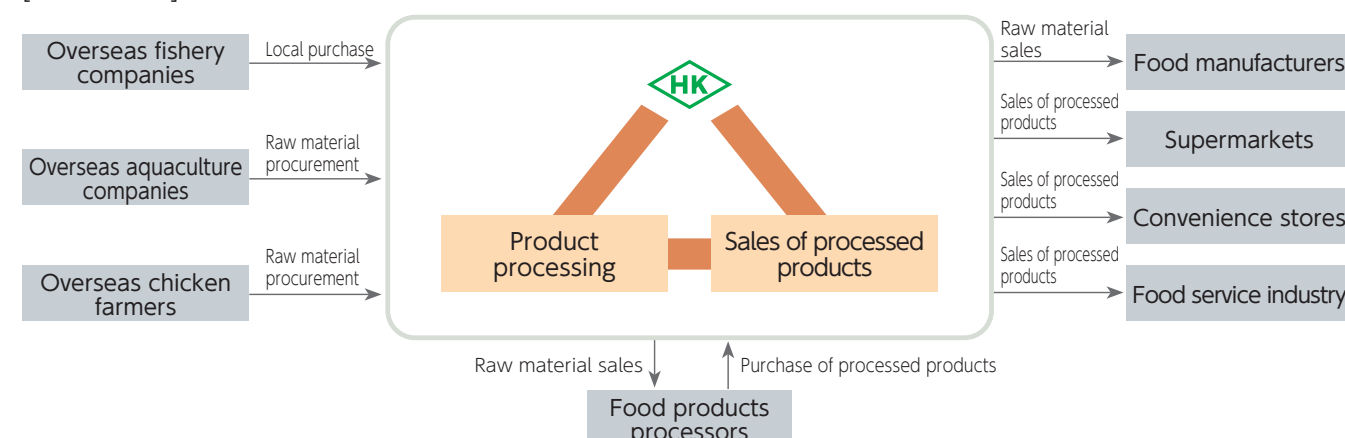 Overseas fishery
companies
Local purchase
Overseas aquaculture
companies
Raw material
procurement
Overseas chicken
farmers
Raw material
procurement
HK
Product
processing
Sales of processed
products
Raw material
sales
Food manufacturers
Sales of processed
products
Supermarkets
Sales of processed
products
Convenience stores
Sales of processed
products
Food service industry
Raw material sales
Purchase of processed products
Food products
processors